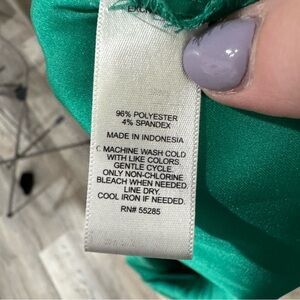 96% POLYESTER
4% SPANDEX
MADE IN INDONESIA
MACHINE WASH COLD
WITH LIKE COLORS.
GENTLE CYCLE.
ONLY NON-CHLORINE
BLEACH WHEN NEEDED.
LINE DRY.
COOL IRON IF NEEDED.
RN# 55285